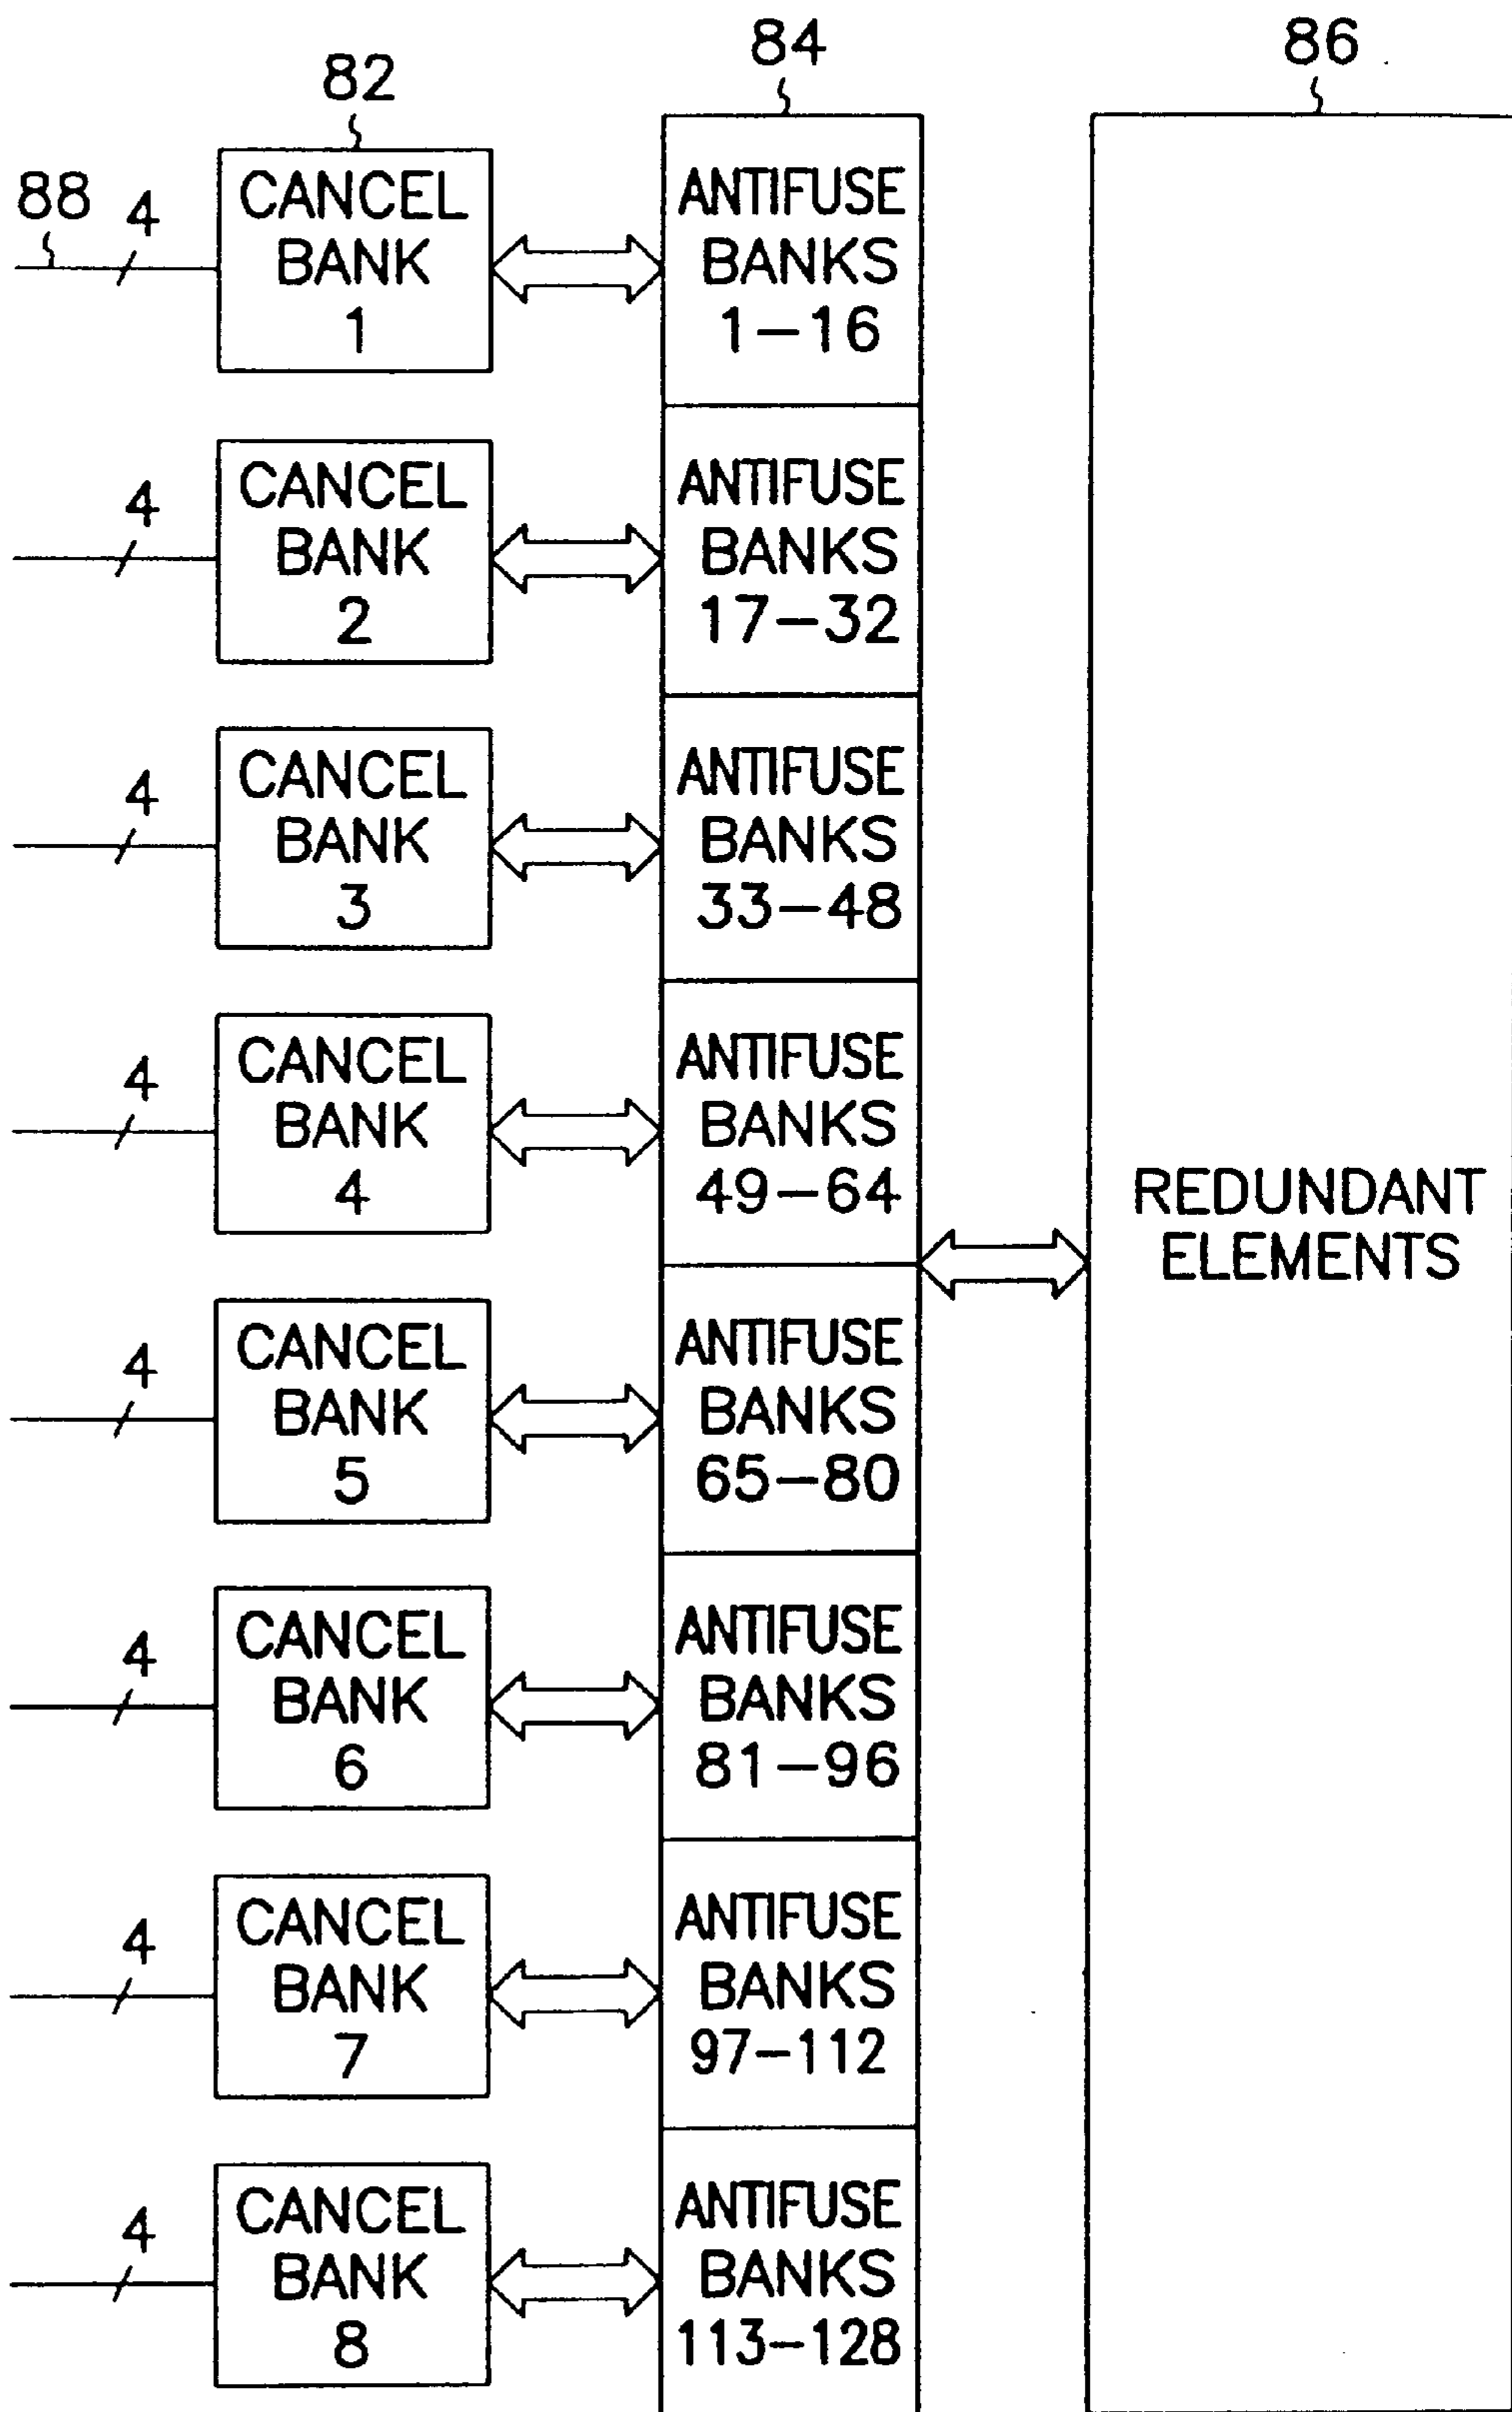 82
84
86
88
4
CANCEL
BANK
1
ANTIFUSE
BANKS
1-16
4
CANCEL
BANK
2
ANTIFUSE
BANKS
17-32
4
CANCEL
BANK
3
ANTIFUSE
BANKS
33-48
4
CANCEL
BANK
4
ANTIFUSE
BANKS
49-64
REDUNDANT
ELEMENTS
4
CANCEL
BANK
5
ANTIFUSE
BANKS
65-80
4
CANCEL
BANK
6
ANTIFUSE
BANKS
81-96
4
CANCEL
BANK
7
ANTIFUSE
BANKS
97-112
4
CANCEL
BANK
8
ANTIFUSE
BANKS
113-128